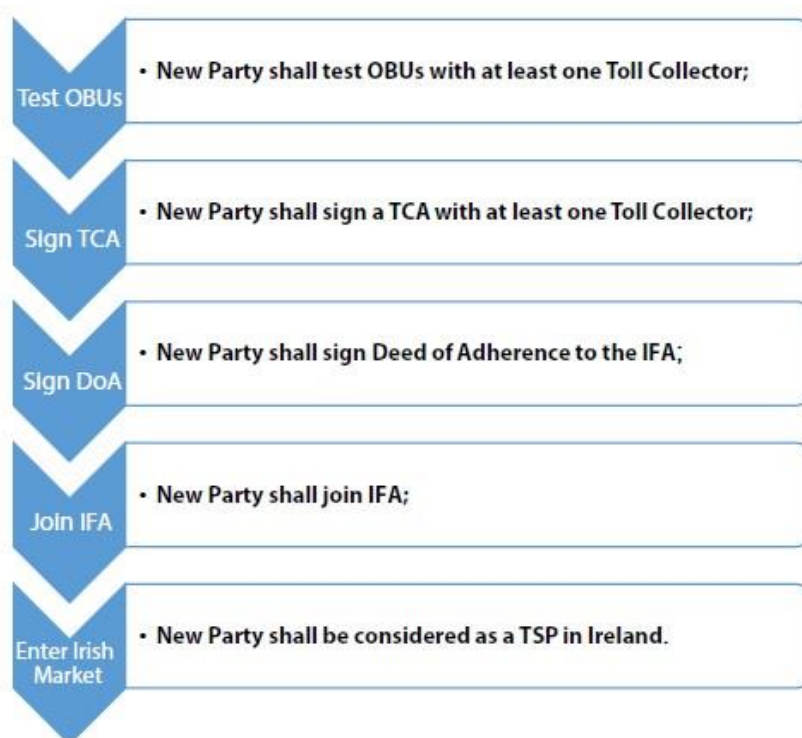 Test OBUs
• New Party shall test OBUs with at least one Toll Collector;
Sign TCA
• New Party shall sign a TCA with at least one Toll Collector;
Sign DoA
• New Party shall sign Deed of Adherence to the IFA;
Join IFA
• New Party shall join IFA;
Enter Irish
Market
• New Party shall be considered as a TSP in Ireland.